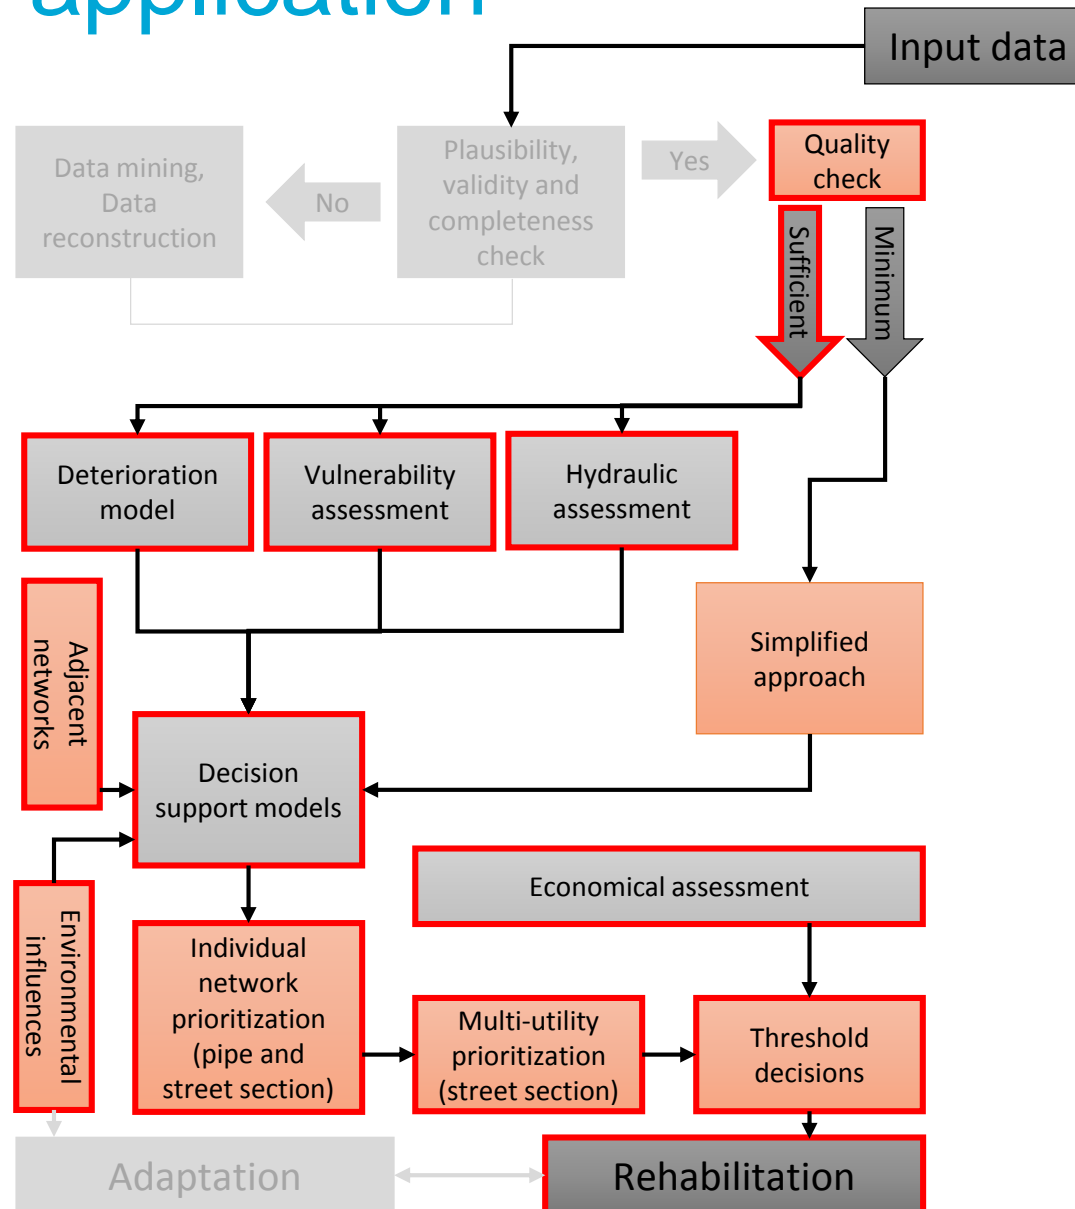 application
Input data
Data mining,
Data
reconstruction
No
Plausibility,
validity and
completeness
check
Yes
Quality
check
Sufficient
Minimum
Deterioration
model
Vulnerability
assessment
Hydraulic
assessment
Adjacent
networks
Simplified
approach
Decision
support models
Economical assessment
Environmental
influences
Individual
network
prioritization
(pipe and
street section)
Multi-utility
prioritization
(street section)
Threshold
decisions
Adaptation
Rehabilitation